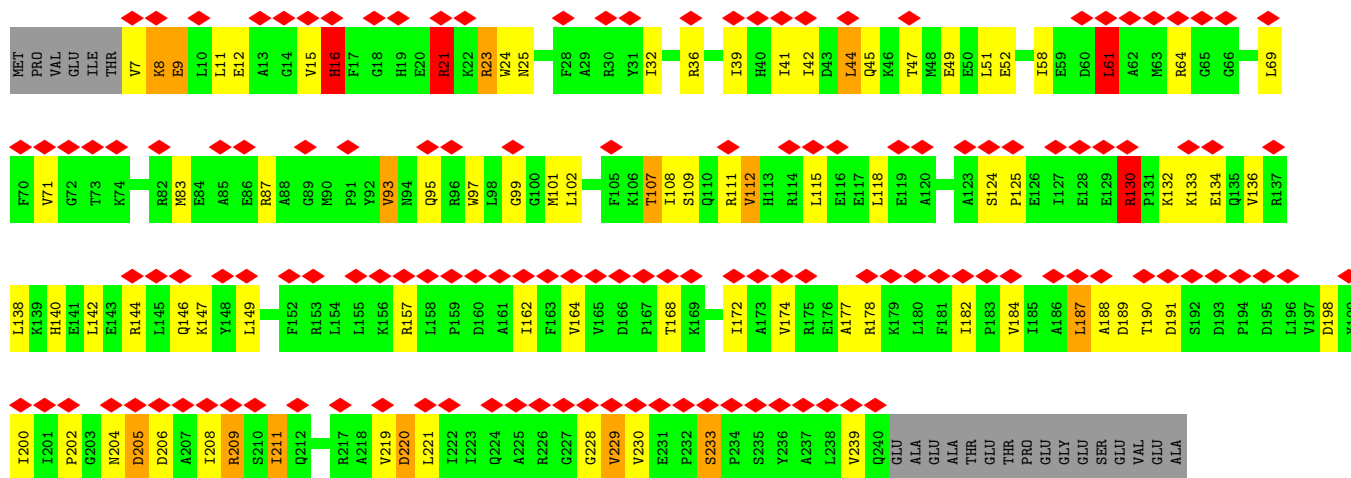 MET PRO VAL GLU ILE THR V7 K8 E9 L10 L11 E12 A13 G14 V15 H16 F17 G18 H19 E20 R21 K22 R23 W24 N25 F28 A29 R30 Y31 I32 R36 I39 H40 I41 I42 D43 L44 Q45 K46 T47 M48 E49 E50 L51 E52 I58 E59 D60 L61 A62 M63 R64 G65 G66 L69
F70 V71 G72 T73 K74 R82 M83 E84 A85 E86 R87 A88 G89 M90 P91 Y92 V93 N94 Q95 R96 W97 L98 G99 G100 M101 L102 F105 K106 T107 I108 S109 Q110 R111 V112 H113 R114 L115 E116 E117 L118 E119 A120 A123 S124 P125 E126 I127 E128 E129 R130 P131 K132 K133 E134 Q135 V136 R137
L138 K139 H140 E141 L142 E143 R144 L145 Q146 K147 Y148 L149 F152 R153 L154 L155 K156 R157 L158 P159 D160 A161 I162 F163 V164 V165 D166 P167 T168 K169 I172 A173 V174 R175 E176 A177 R178 K179 L180 F181 I182 P183 V184 I185 A186 L187 A188 D189 T190 D191 S192 D193 P194 D195 L196 V197 D198 Y199
I200 I201 P202 G203 N204 D205 D206 A207 I208 R209 S210 I211 Q212 R217 A218 V219 D220 L221 I222 I223 Q224 A225 R226 G227 G228 V229 V230 E231 P232 S233 P234 S235 Y236 A237 L238 V239 Q240 GLU ALA GLU ALA THR GLU THR PRO GLU GLY GLU SER GLU VAL GLU ALA